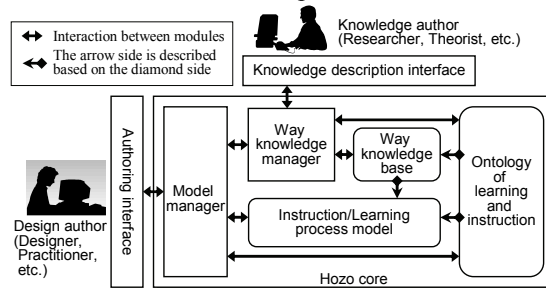 Interaction between modules
The arrow side is described
based on the diamond side
Knowledge author
(Researcher, Theorist, etc.)
Knowledge description interface
Authoring interface
Design author
(Designer,
Practitioner,
etc.)
Model
manager
Way
knowledge
manager
Way
knowledge
base
Instruction/Learning
process model
Ontology
of
learning
and
instruction
Hozo core